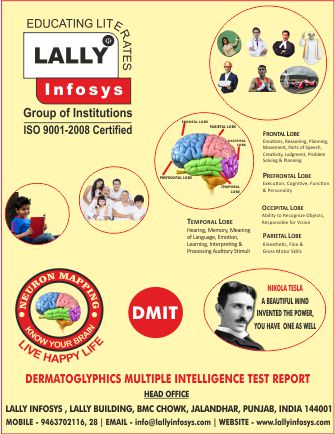 EDUCATING LITERATES
LALLY ®
Infosys
Group of Institutions
ISO 9001-2008 Certified
FRONTAL LOBE
PARIETAL LOBE
OCCIPITAL
LOBE
PREFRONTAL LOBE
TEMPORAL
LOBE
FRONTAL LOBE
Emotions, Reasoning, Planning,
Movement, Parts of Speech,
Creativity, Judgment, Problem
Solving & Planning
PREFRONTAL LOBE
Execution, Cognitive, Function
& Personality
OCCIPITAL LOBE
Ability to Recognize Objects,
Responsible for Vision
PARIETAL LOBE
Kinesthetic, Fine &
Gross Motor Skills
TEMPORAL LOBE
Hearing, Memory, Meaning
of Language, Emotion,
Learning, Interpreting &
Processing Auditory Stimuli
NEURON MAPPING
KNOW YOUR BRAIN
LIVE HAPPY LIFE
DMIT
NIKOLA TESLA
A BEAUTIFUL MIND
INVENTED THE POWER,
YOU HAVE ONE AS WELL
DERMATOGLYPHICS MULTIPLE INTELLIGENCE TEST REPORT
HEAD OFFICE
LALLY INFOSYS , LALLY BUILDING, BMC CHOWK, JALANDHAR, PUNJAB, INDIA 144001
MOBILE - 9463702116, 28 | EMAIL - info@lallyinfosys.com | WEBSITE - www.lallyinfosys.com